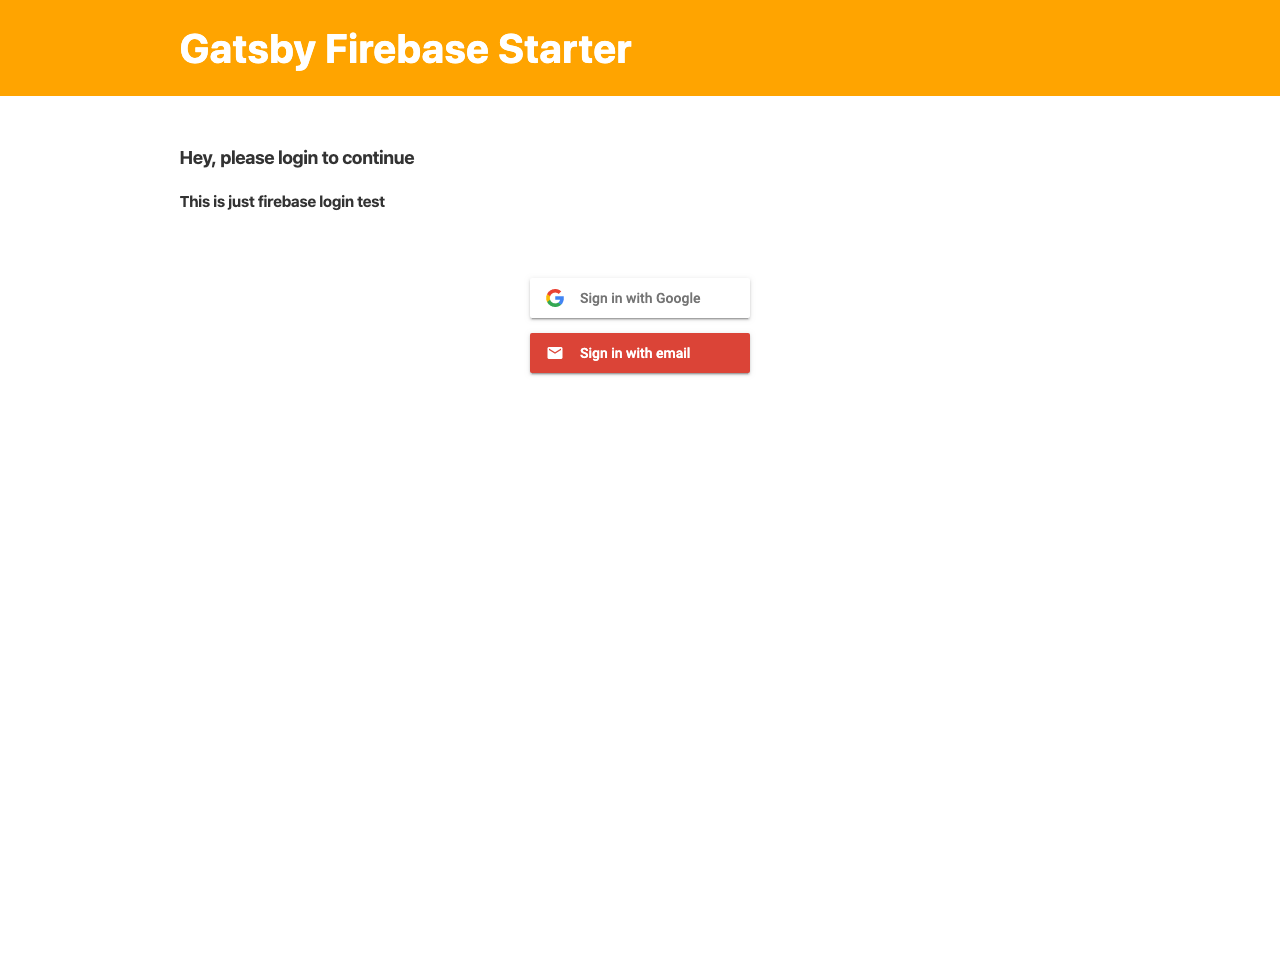 Gatsby Firebase Starter
Hey, please login to continue
This is just firebase login test
Sign in with Google
Sign in with email